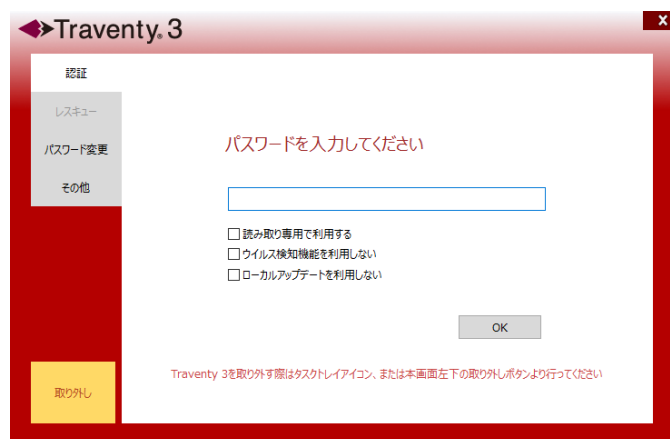 Traventy® 3
x
認証
レスキュー
パスワード変更
その他
パスワードを入力してください
読み取り専用で利用する
ウイルス検知機能を利用しない
ローカルアップデートを利用しない
OK
Traventy 3を取り外す際はタスクトレイアイコン、または本画面左下の取り外しボタンより行ってください
取り外し